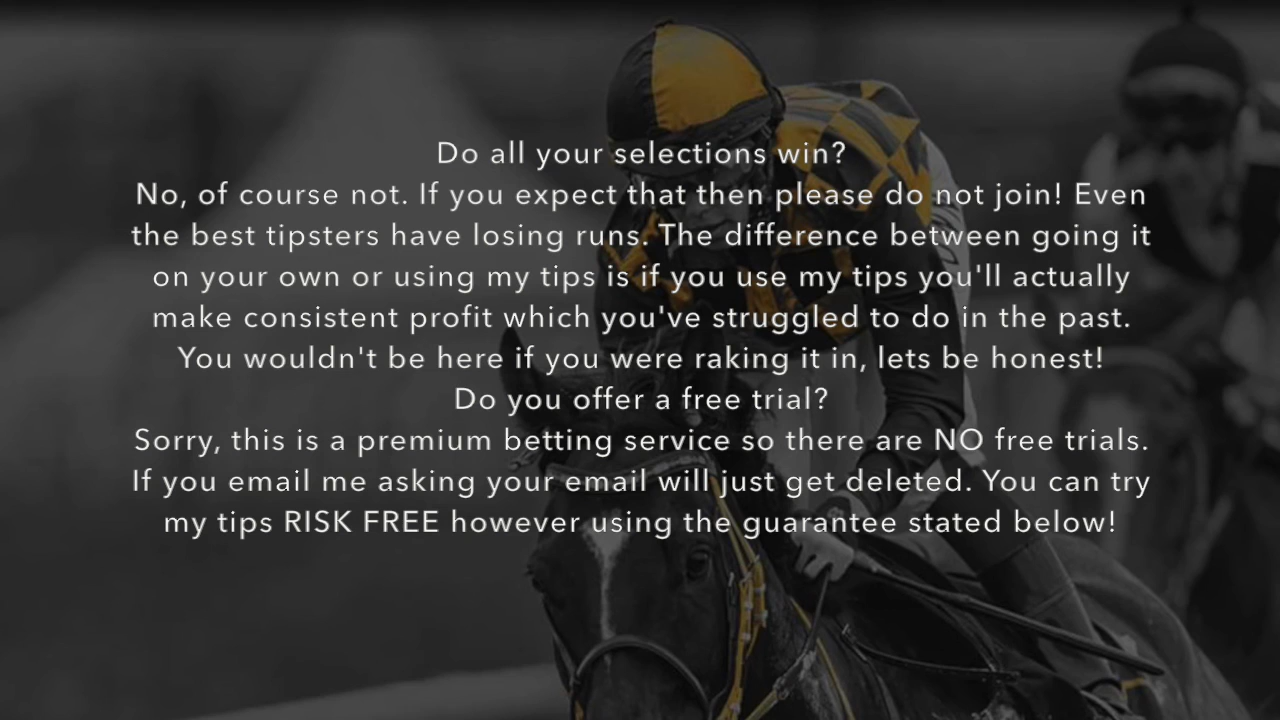 Do all your selections win?
No, of course not. If you expect that then please do not join! Even
the best tipsters have losing runs. The difference between going it
on your own or using my tips is if you use my tips you'll actually
make consistent profit which you've struggled to do in the past.
You wouldn't be here if you were raking it in, lets be honest!
Do you offer a free trial?
Sorry, this is a premium betting service so there are NO free trials.
If you email me asking your email will just get deleted. You can try
my tips RISK FREE however using the guarantee stated below!